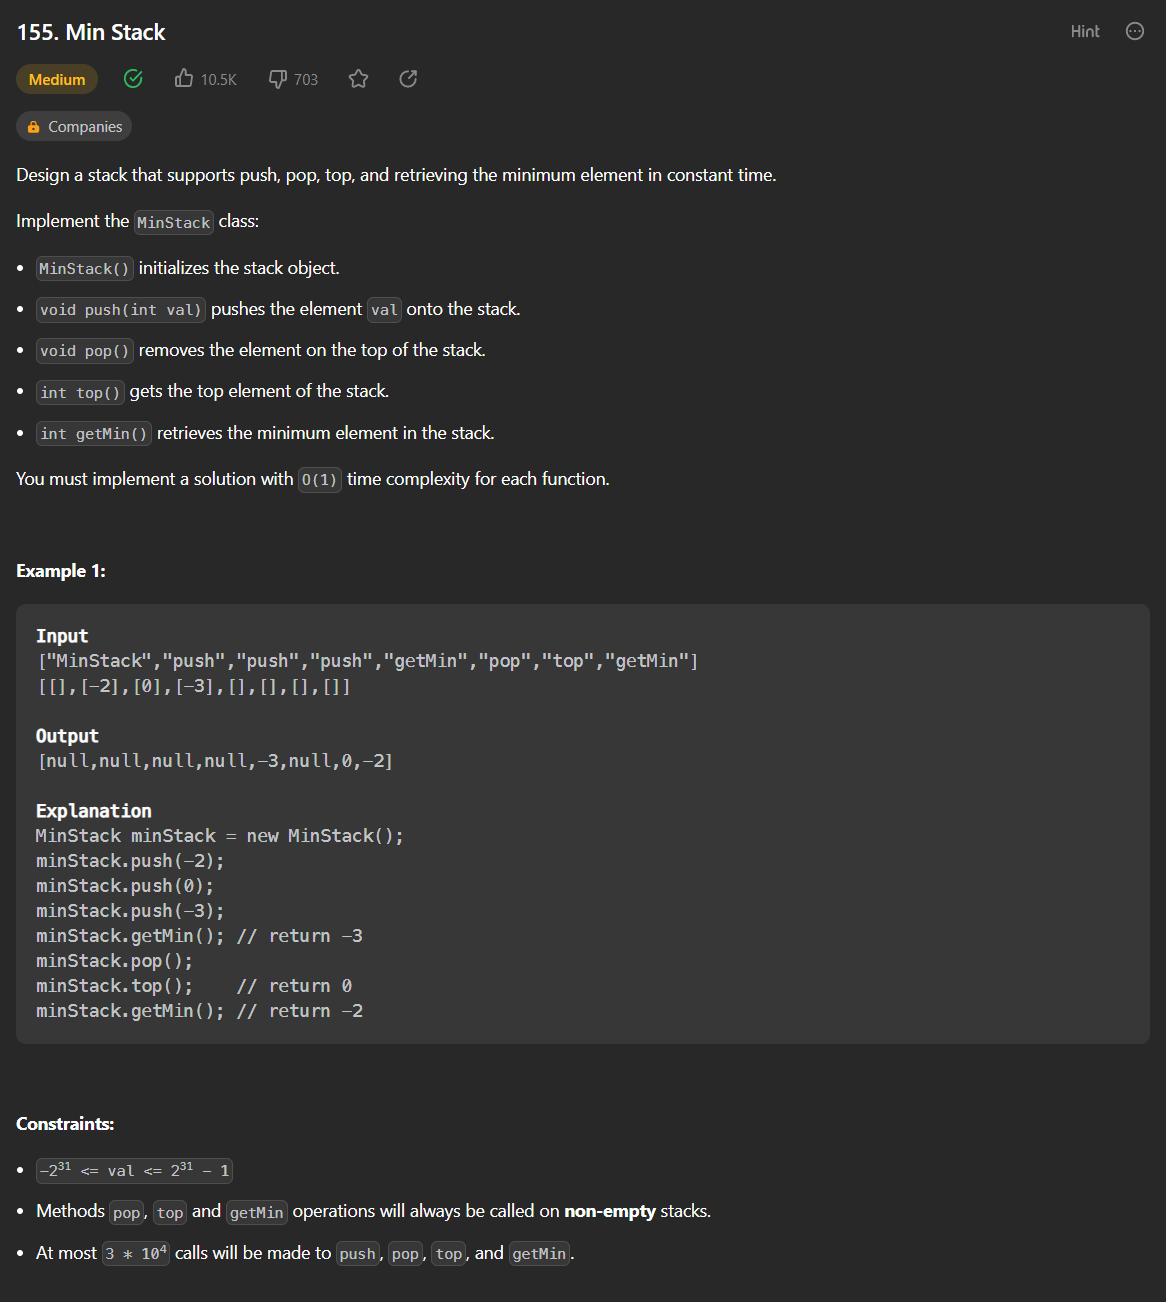 155. Min Stack
Hint
Medium
10.5K
703
Companies
Design a stack that supports push, pop, top, and retrieving the minimum element in constant time.
Implement the MinStack class:
• MinStack() initializes the stack object.
• void push(int val) pushes the element val onto the stack.
• void pop() removes the element on the top of the stack.
• int top() gets the top element of the stack.
• int getMin() retrieves the minimum element in the stack.
You must implement a solution with O(1) time complexity for each function.
Example 1:
Input
["MinStack","push","push","push","getMin","pop","top","getMin"]
[[],[-2],[0],[-3],[],[],[],[]]
Output
[null,null,null,null,-3,null,0,-2]
Explanation
MinStack minStack = new MinStack();
minStack.push(-2);
minStack.push(0);
minStack.push(-3);
minStack.getMin(); // return -3
minStack.pop();
minStack.top();    // return 0
minStack.getMin(); // return -2
Constraints:
• -2³¹ <= val <= 2³¹ - 1
• Methods pop, top and getMin operations will always be called on non-empty stacks.
• At most 3 * 10⁴ calls will be made to push, pop, top, and getMin.